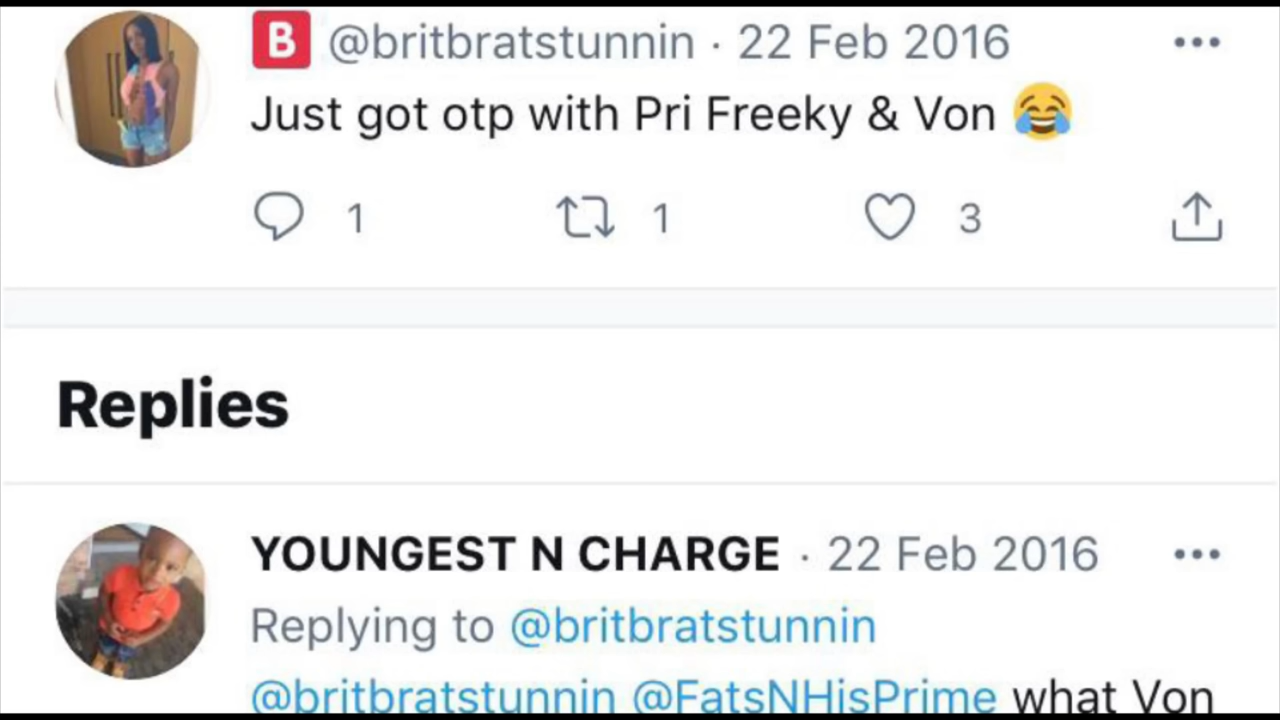 🅱 @britbratstunnin · 22 Feb 2016
Just got otp with Pri Freeky & Von 😂
1 1 3
Replies
YOUNGEST N CHARGE · 22 Feb 2016
Replying to @britbratstunnin
@britbratstunnin @FatsNHisPrime what Von